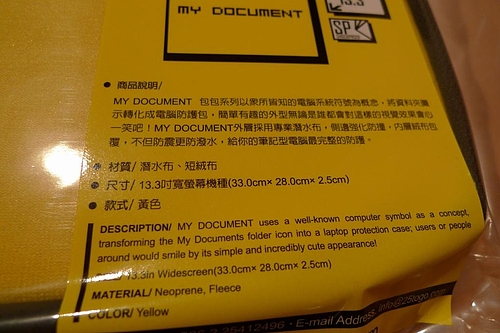 MY DOCUMENT
13.3
SP
● 商品說明/
MY DOCUMENT 包包系列以眾所皆知的電腦系統符號為概念，將資料夾圖
示轉化成電腦防護包，簡單有趣的外型無論是誰都會對這樣的視覺效果會心
一笑吧！MY DOCUMENT外層採用專業潛水布，側邊強化防撞，內層絨布包
覆，不但防震更防潑水，給你的筆記型電腦最完整的防護。
● 材質/ 潛水布、短絨布
● 尺寸/ 13.3吋寬螢幕機種(33.0cm× 28.0cm× 2.5cm)
● 款式/ 黃色
DESCRIPTION/ MY DOCUMENT uses a well-known computer symbol as a concept,
transforming the My Documents folder icon into a laptop protection case; users or people
around would smile by its simple and incredibly cute appearance!
13.3in Widescreen(33.0cm× 28.0cm× 2.5cm)
MATERIAL/ Neoprene, Fleece
COLOR/ Yellow
25412496 · E-mail Address. info@25togo.com